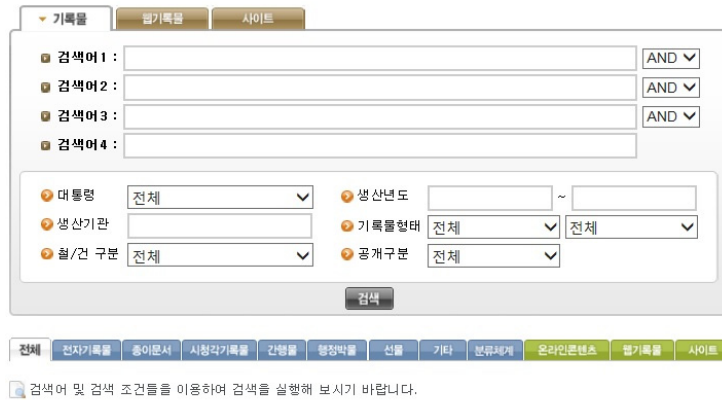 기록물 웹기록물 사이트
검색어1 : AND
검색어2 : AND
검색어3 : AND
검색어4 :
대통령 전체 생산년도 ~
생산기관 기록물형태 전체 전체
철/건 구분 전체 공개구분 전체
검색
전체 전자기록물 종이문서 시청각기록물 간행물 행정박물 선물 기타 분류체계 온라인콘텐츠 웹기록물 사이트
검색어 및 검색 조건들을 이용하여 검색을 실행해 보시기 바랍니다.